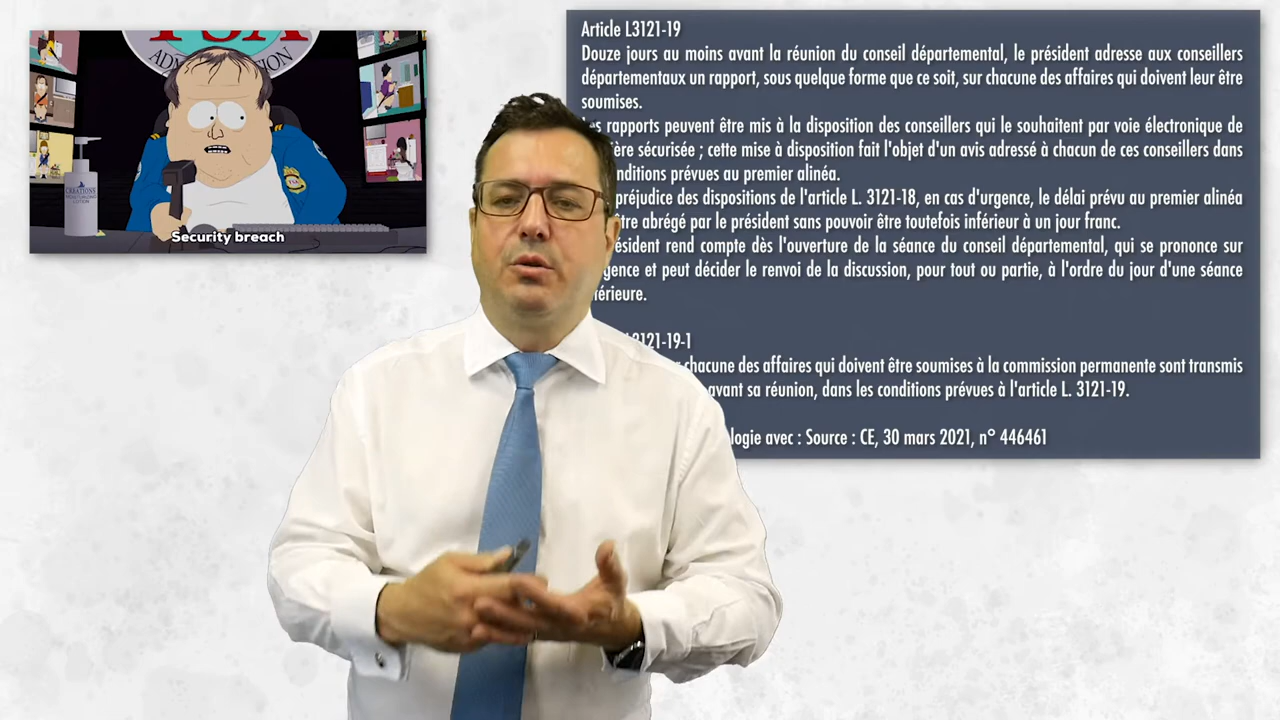 TSA
Security breach
CREATIONS
LOTION
Article L3121-19
Douze jours au moins avant la réunion du conseil départemental, le président adresse aux conseillers
départementaux un rapport, sous quelque forme que ce soit, sur chacune des affaires qui doivent leur être
soumises.
rapports peuvent être mis à la disposition des conseillers qui le souhaitent par voie électronique de
ère sécurisée ; cette mise à disposition fait l'objet d'un avis adressé à chacun de ces conseillers dans
onditions prévues au premier alinéa.
préjudice des dispositions de l'article L. 3121-18, en cas d'urgence, le délai prévu au premier alinéa
tre abrégé par le président sans pouvoir être toutefois inférieur à un jour franc.
ésident rend compte dès l'ouverture de la séance du conseil départemental, qui se prononce sur
gence et peut décider le renvoi de la discussion, pour tout ou partie, à l'ordre du jour d'une séance
érieure.
3121-19-1
chacune des affaires qui doivent être soumises à la commission permanente sont transmis
avant sa réunion, dans les conditions prévues à l'article L. 3121-19.
logie avec : Source : CE, 30 mars 2021, n° 446461